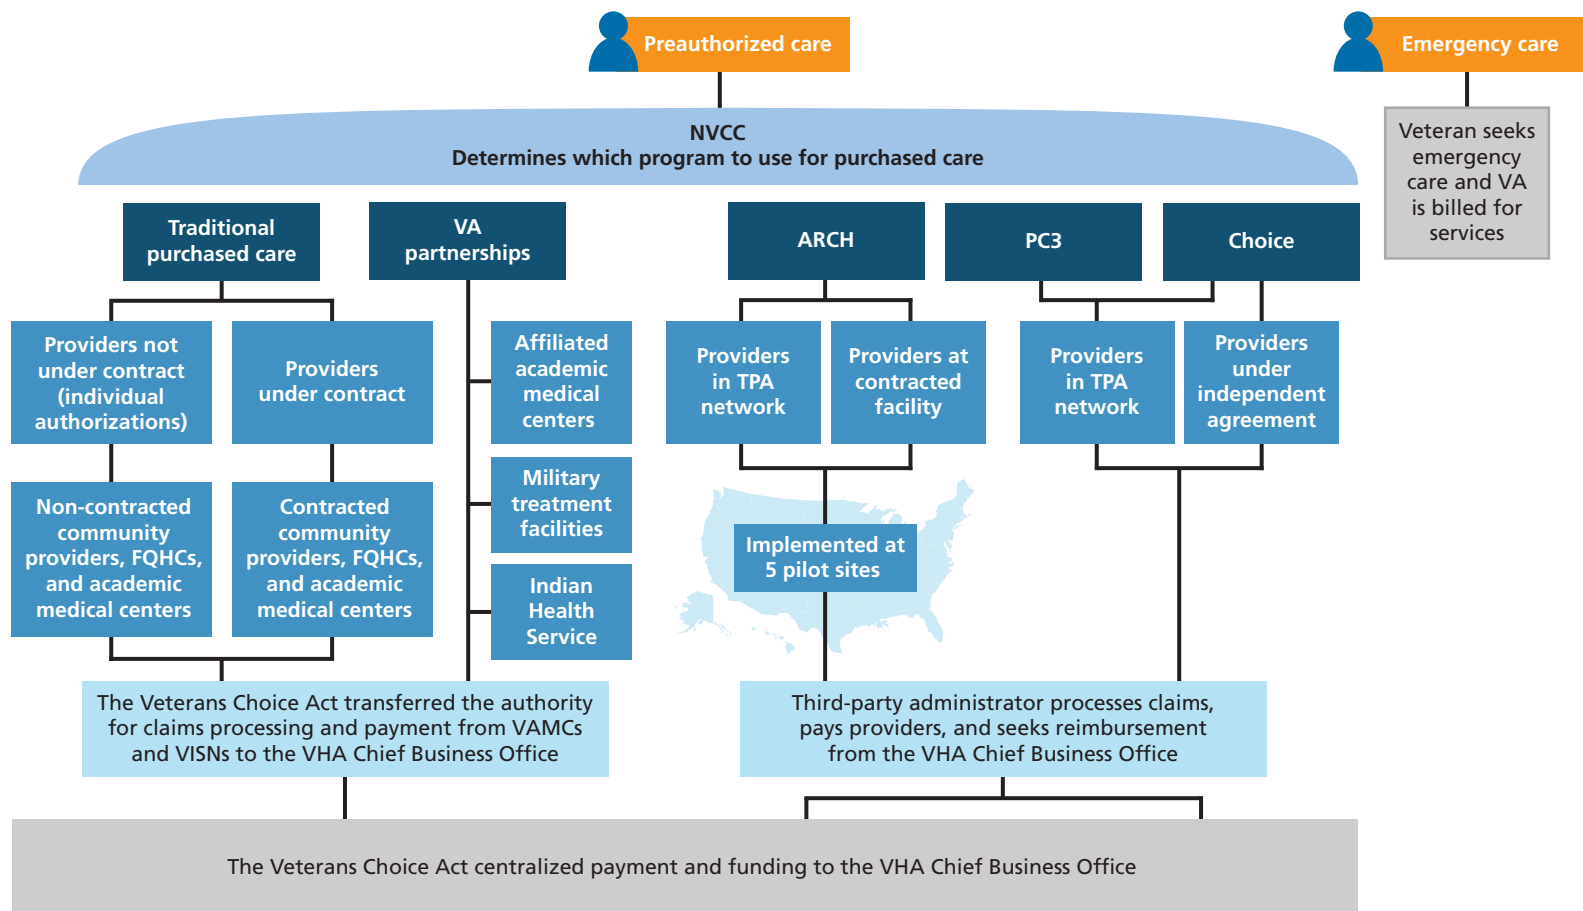 Preauthorized care
Emergency care
NVCC
Determines which program to use for purchased care
Veteran seeks
emergency
care and VA
is billed for
services
Traditional
purchased care
VA
partnerships
ARCH
PC3
Choice
Providers not
under contract
(individual
authorizations)
Providers
under contract
Affiliated
academic
medical
centers
Providers
in TPA
network
Providers at
contracted
facility
Providers
in TPA
network
Providers
under
independent
agreement
Non-contracted
community
providers, FQHCs,
and academic
medical centers
Contracted
community
providers, FQHCs,
and academic
medical centers
Military
treatment
facilities
Indian
Health
Service
Implemented at
5 pilot sites
The Veterans Choice Act transferred the authority
for claims processing and payment from VAMCs
and VISNs to the VHA Chief Business Office
Third-party administrator processes claims,
pays providers, and seeks reimbursement
from the VHA Chief Business Office
The Veterans Choice Act centralized payment and funding to the VHA Chief Business Office